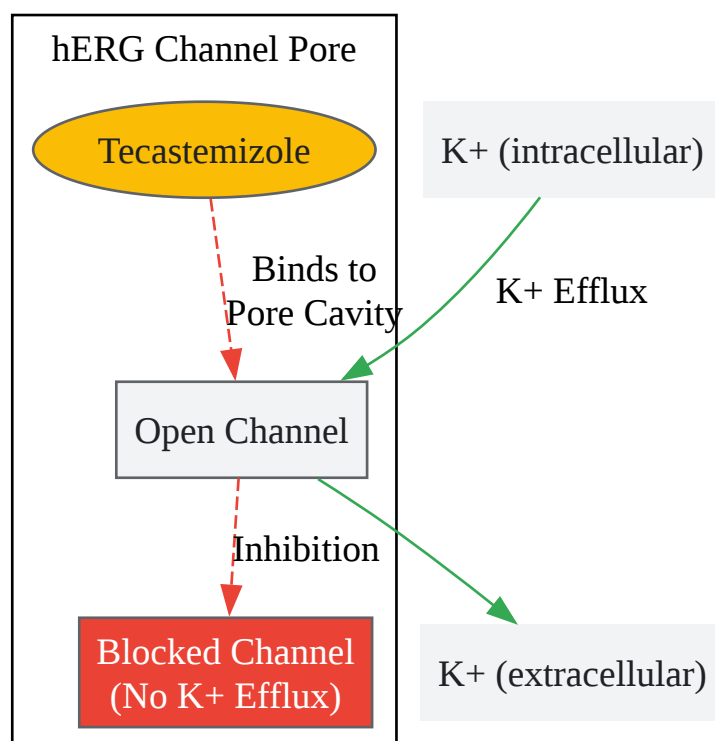 hERG Channel Pore
Tecastemizole
K+ (intracellular)
Binds to
Pore Cavity
K+ Efflux
Open Channel
Inhibition
Blocked Channel
(No K+ Efflux)
K+ (extracellular)